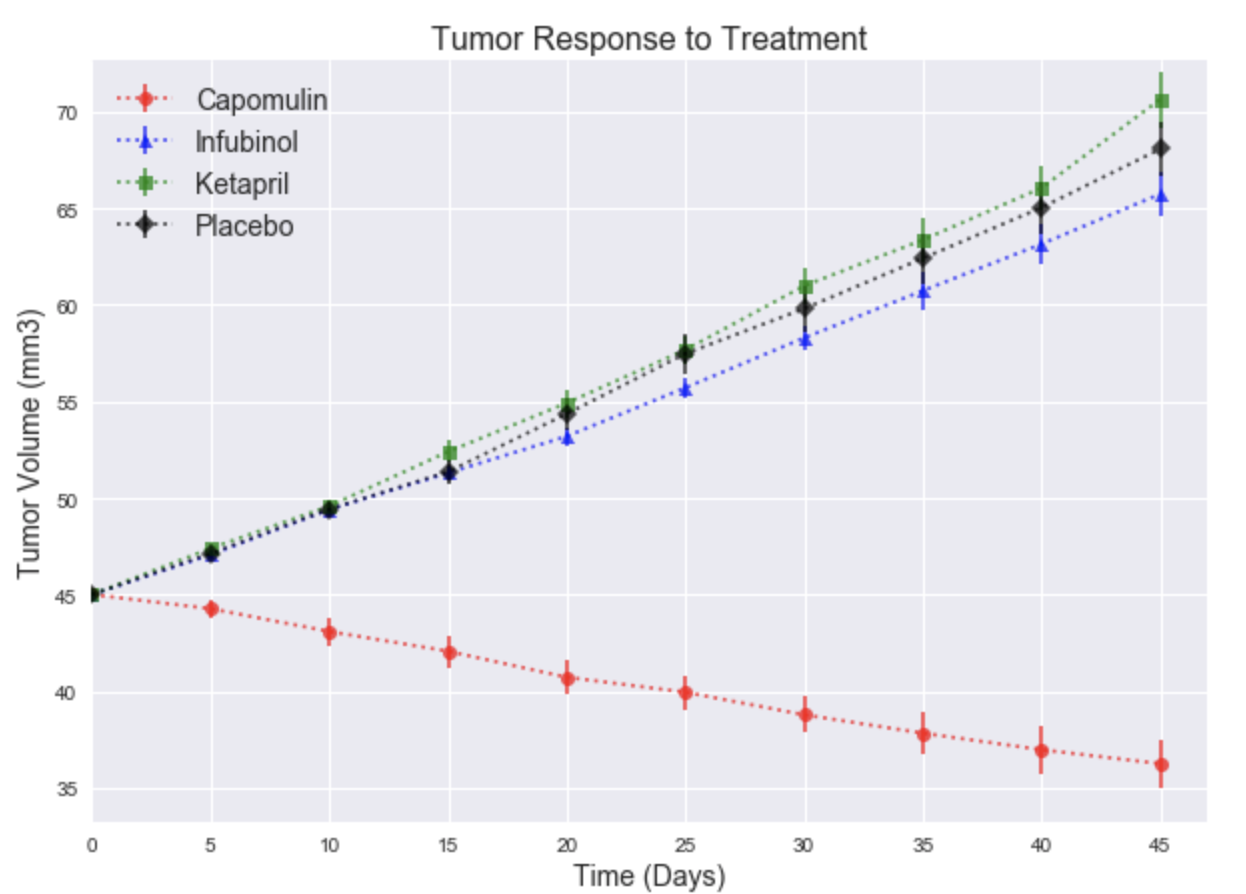 Tumor Response to Treatment
Capomulin
Infubinol
Ketapril
Placebo
Tumor Volume (mm3)
70
65
60
55
50
45
40
35
0 5 10 15 20 25 30 35 40 45
Time (Days)